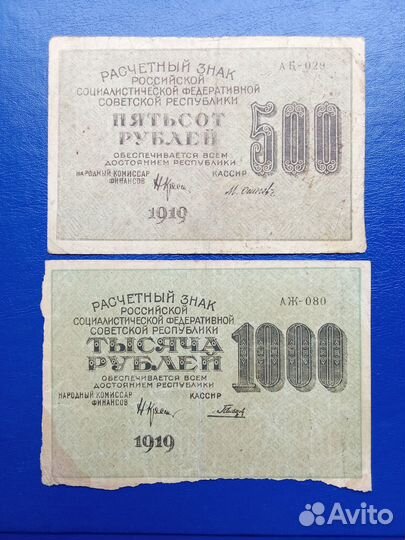 РАСЧЕТНЫЙ ЗНАК
РОССИЙСКОЙ
СОЦИАЛИСТИЧЕСКОЙ ФЕДЕРАТИВНОЙ
СОВЕТСКОЙ РЕСПУБЛИКИ
ПЯТЬСОТ
РУБЛЕЙ
ОБЕСПЕЧИВАЕТСЯ ВСЕМ
ДОСТОЯНИЕМ РЕСПУБЛИКИ
НАРОДНЫЙ КОМИССАР
ФИНАНСОВ
КАССИР
1919
АБ-029
500
РАСЧЕТНЫЙ ЗНАК
РОССИЙСКОЙ
СОЦИАЛИСТИЧЕСКОЙ ФЕДЕРАТИВНОЙ
СОВЕТСКОЙ РЕСПУБЛИКИ
ТЫСЯЧА
РУБЛЕЙ
ОБЕСПЕЧИВАЕТСЯ ВСЕМ
ДОСТОЯНИЕМ РЕСПУБЛИКИ
НАРОДНЫЙ КОМИССАР
ФИНАНСОВ
КАССИР
1919
АЖ-080
1000
Avito